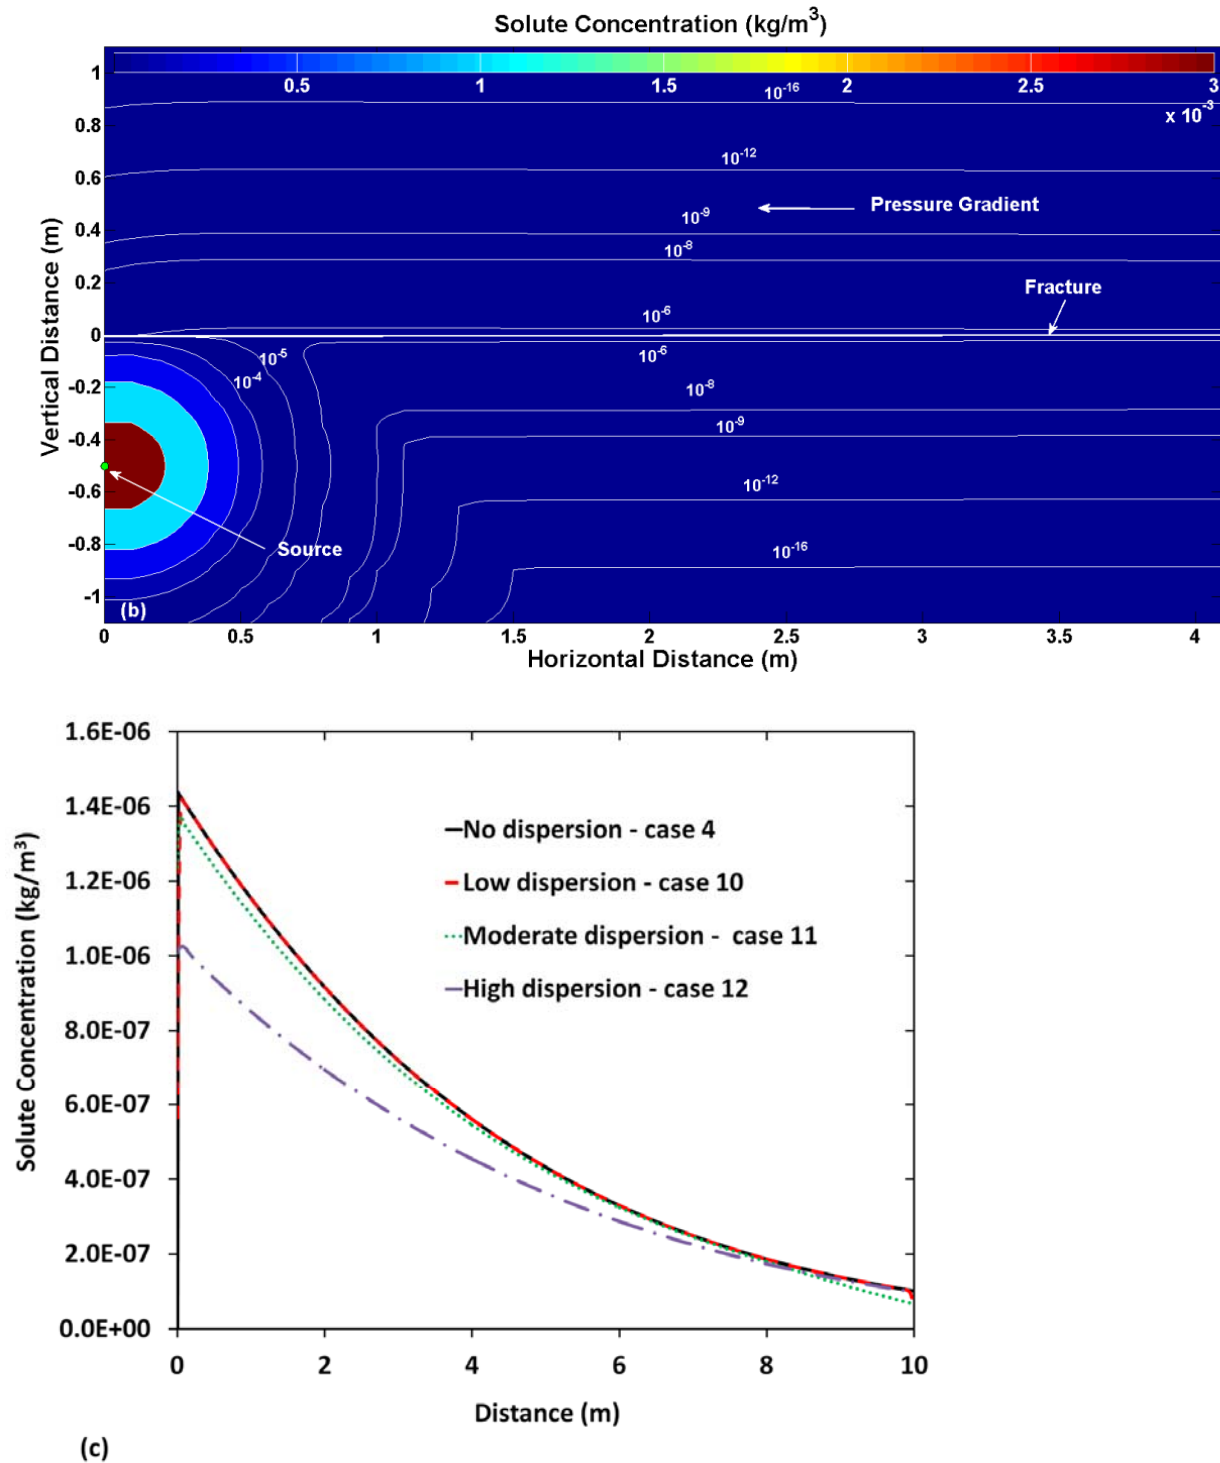 Solute Concentration (kg/m³)
1
0.5
1
1.5
10⁻¹⁶
2
2.5
3
x 10⁻³
0.8
10⁻¹²
0.6
10⁻⁹
Pressure Gradient
0.4
10⁻⁸
0.2
Fracture
10⁻⁶
0
10⁻⁵
10⁻⁶
10⁻⁴
10⁻⁸
-0.2
10⁻⁹
-0.4
10⁻¹²
-0.6
-0.8
Source
10⁻¹⁶
-1
(b)
Vertical Distance (m)
0
0.5
1
1.5
2
2.5
3
3.5
4
Horizontal Distance (m)
1.6E-06
1.4E-06
1.2E-06
1.0E-06
8.0E-07
6.0E-07
4.0E-07
2.0E-07
0.0E+00
Solute Concentration (kg/m³)
No dispersion - case 4
Low dispersion - case 10
Moderate dispersion - case 11
High dispersion - case 12
0
2
4
6
8
10
Distance (m)
(c)